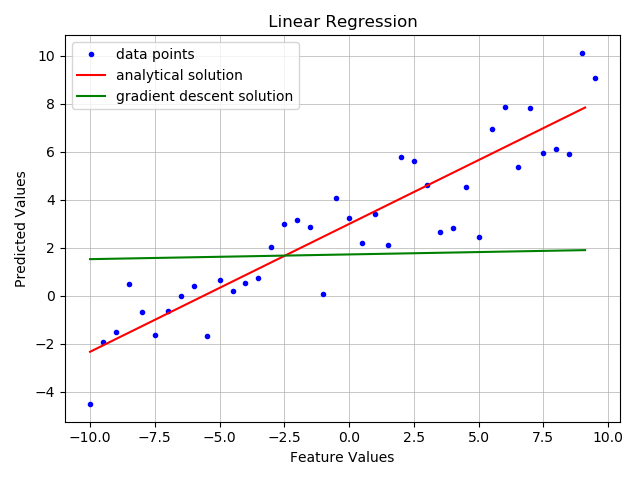 Linear Regression
data points
analytical solution
gradient descent solution
Predicted Values
10
8
6
4
2
0
−2
−4
−10.0 −7.5 −5.0 −2.5 0.0 2.5 5.0 7.5 10.0
Feature Values